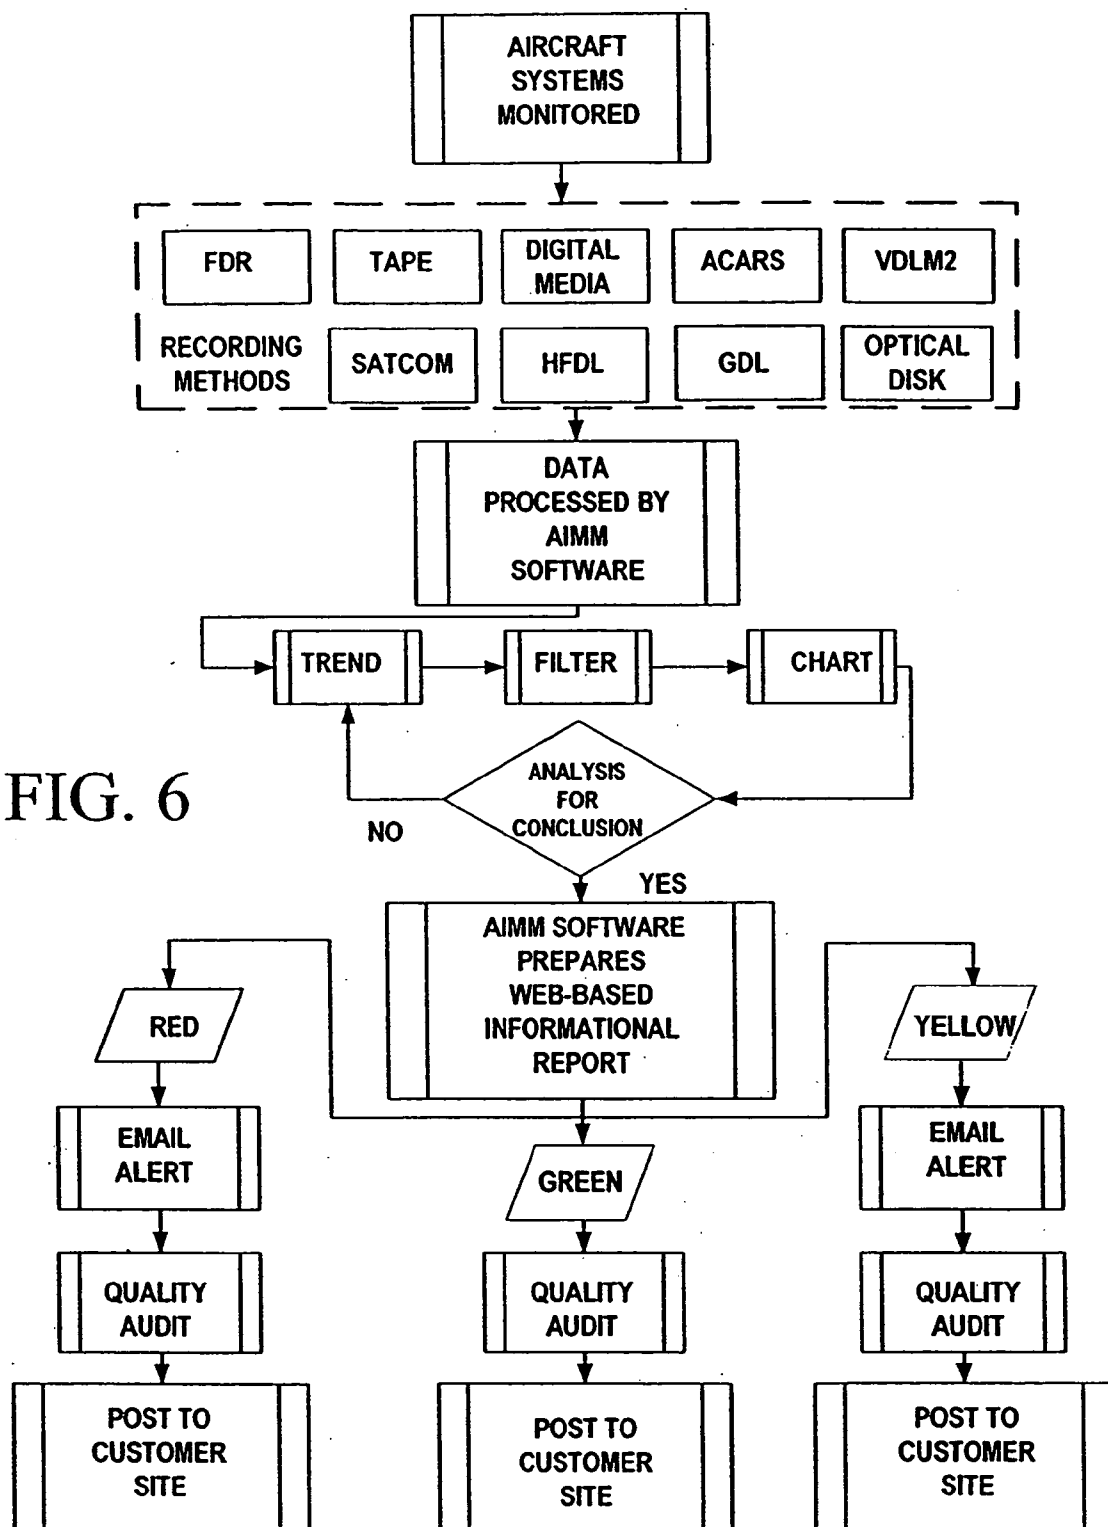 AIRCRAFT
SYSTEMS
MONITORED
FDR
TAPE
DIGITAL
MEDIA
ACARS
VDLM2
RECORDING
METHODS
SATCOM
HFDL
GDL
OPTICAL
DISK
DATA
PROCESSED BY
AIMM
SOFTWARE
TREND
FILTER
CHART
ANALYSIS
FOR
CONCLUSION
NO
YES
FIG. 6
AIMM SOFTWARE
PREPARES
WEB-BASED
INFORMATIONAL
REPORT
RED
EMAIL
ALERT
QUALITY
AUDIT
POST TO
CUSTOMER
SITE
GREEN
QUALITY
AUDIT
POST TO
CUSTOMER
SITE
YELLOW
EMAIL
ALERT
QUALITY
AUDIT
POST TO
CUSTOMER
SITE